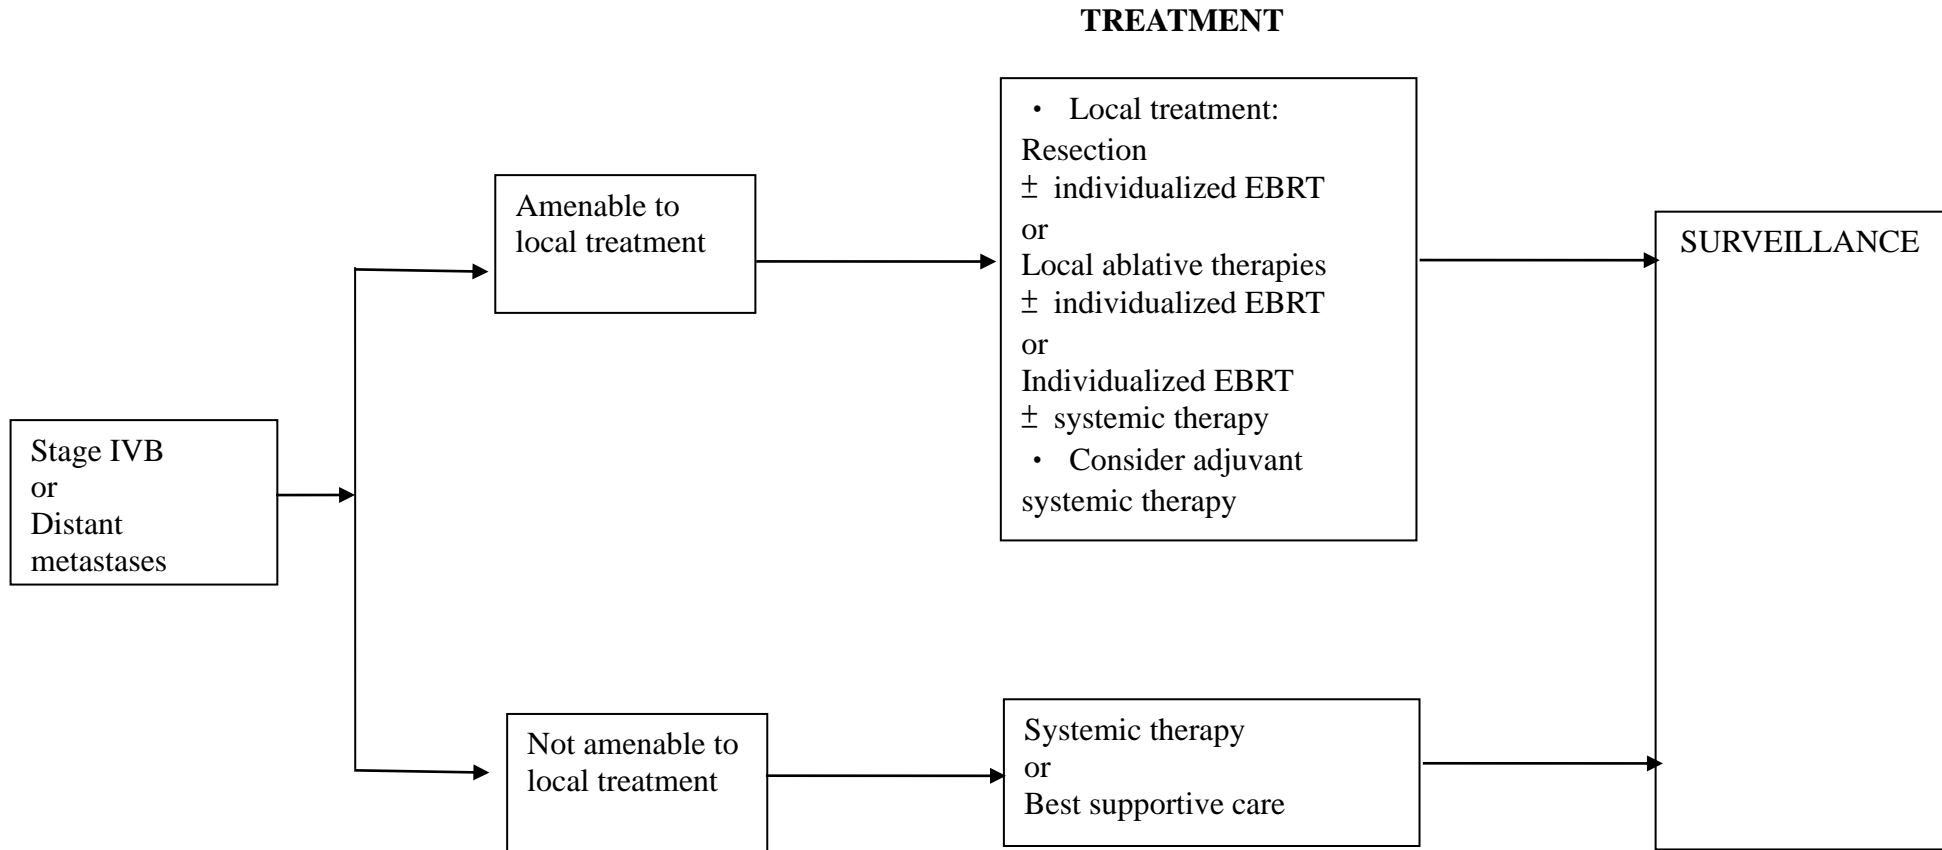 TREATMENT
Stage IVB
or
Distant
metastases
Amenable to
local treatment
• Local treatment:
Resection
± individualized EBRT
or
Local ablative therapies
± individualized EBRT
or
Individualized EBRT
± systemic therapy
• Consider adjuvant
systemic therapy
Not amenable to
local treatment
Systemic therapy
or
Best supportive care
SURVEILLANCE